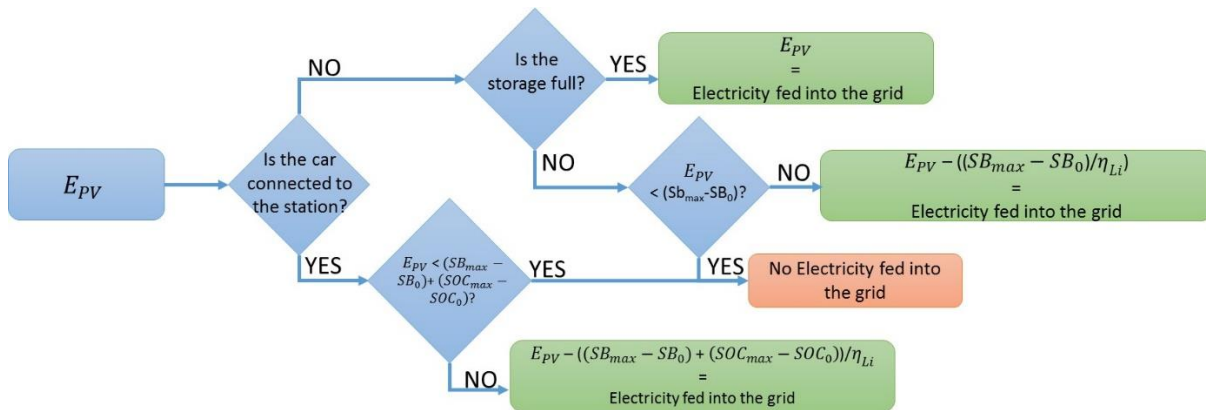 NO
Is the
storage full?
YES
E_PV
=
Electricity fed into the grid
E_PV
Is the car
connected to
the station?
NO
E_PV
< (Sb_max-SB_0)?
NO
E_PV − ((SB_max − SB_0)/η_Li)
=
Electricity fed into the grid
YES
E_PV < (SB_max −
SB_0)+ (SOC_max −
SOC_0)?
YES
YES
No Electricity fed into
the grid
NO
E_PV − ((SB_max − SB_0) + (SOC_max − SOC_0))/η_Li
=
Electricity fed into the grid